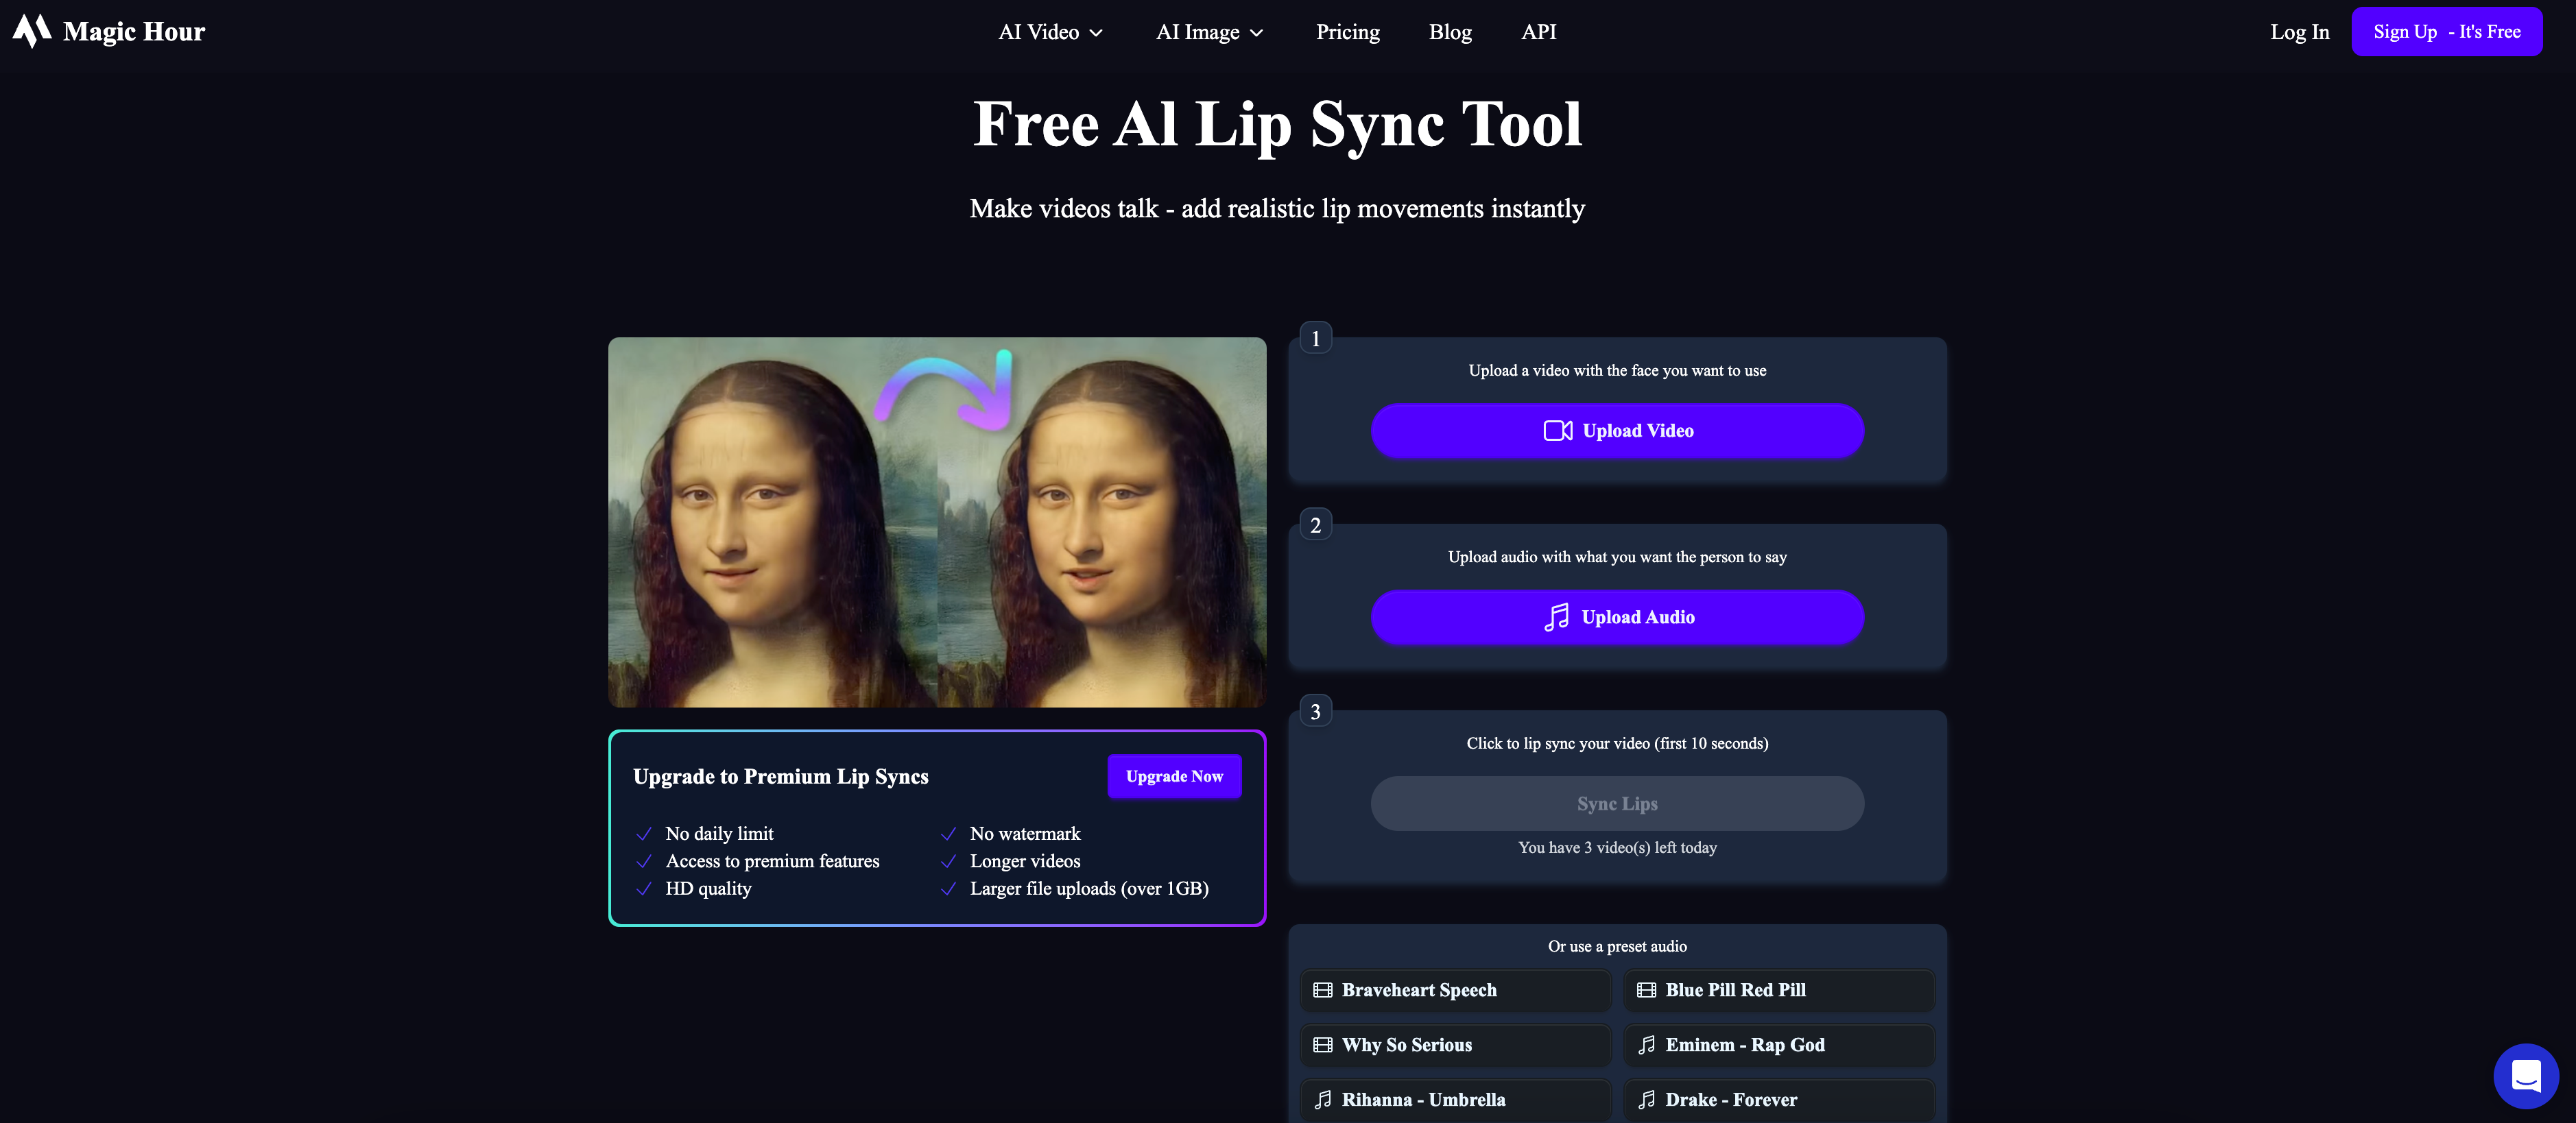 Magic Hour
AI Video
AI Image
Pricing
Blog
API
Log In
Sign Up - It's Free
Free AI Lip Sync Tool
Make videos talk - add realistic lip movements instantly
Upgrade to Premium Lip Syncs
Upgrade Now
No daily limit
No watermark
Access to premium features
Longer videos
HD quality
Larger file uploads (over 1GB)
1
Upload a video with the face you want to use
Upload Video
2
Upload audio with what you want the person to say
Upload Audio
3
Click to lip sync your video (first 10 seconds)
Sync Lips
You have 3 video(s) left today
Or use a preset audio
Braveheart Speech
Blue Pill Red Pill
Why So Serious
Eminem - Rap God
Rihanna - Umbrella
Drake - Forever